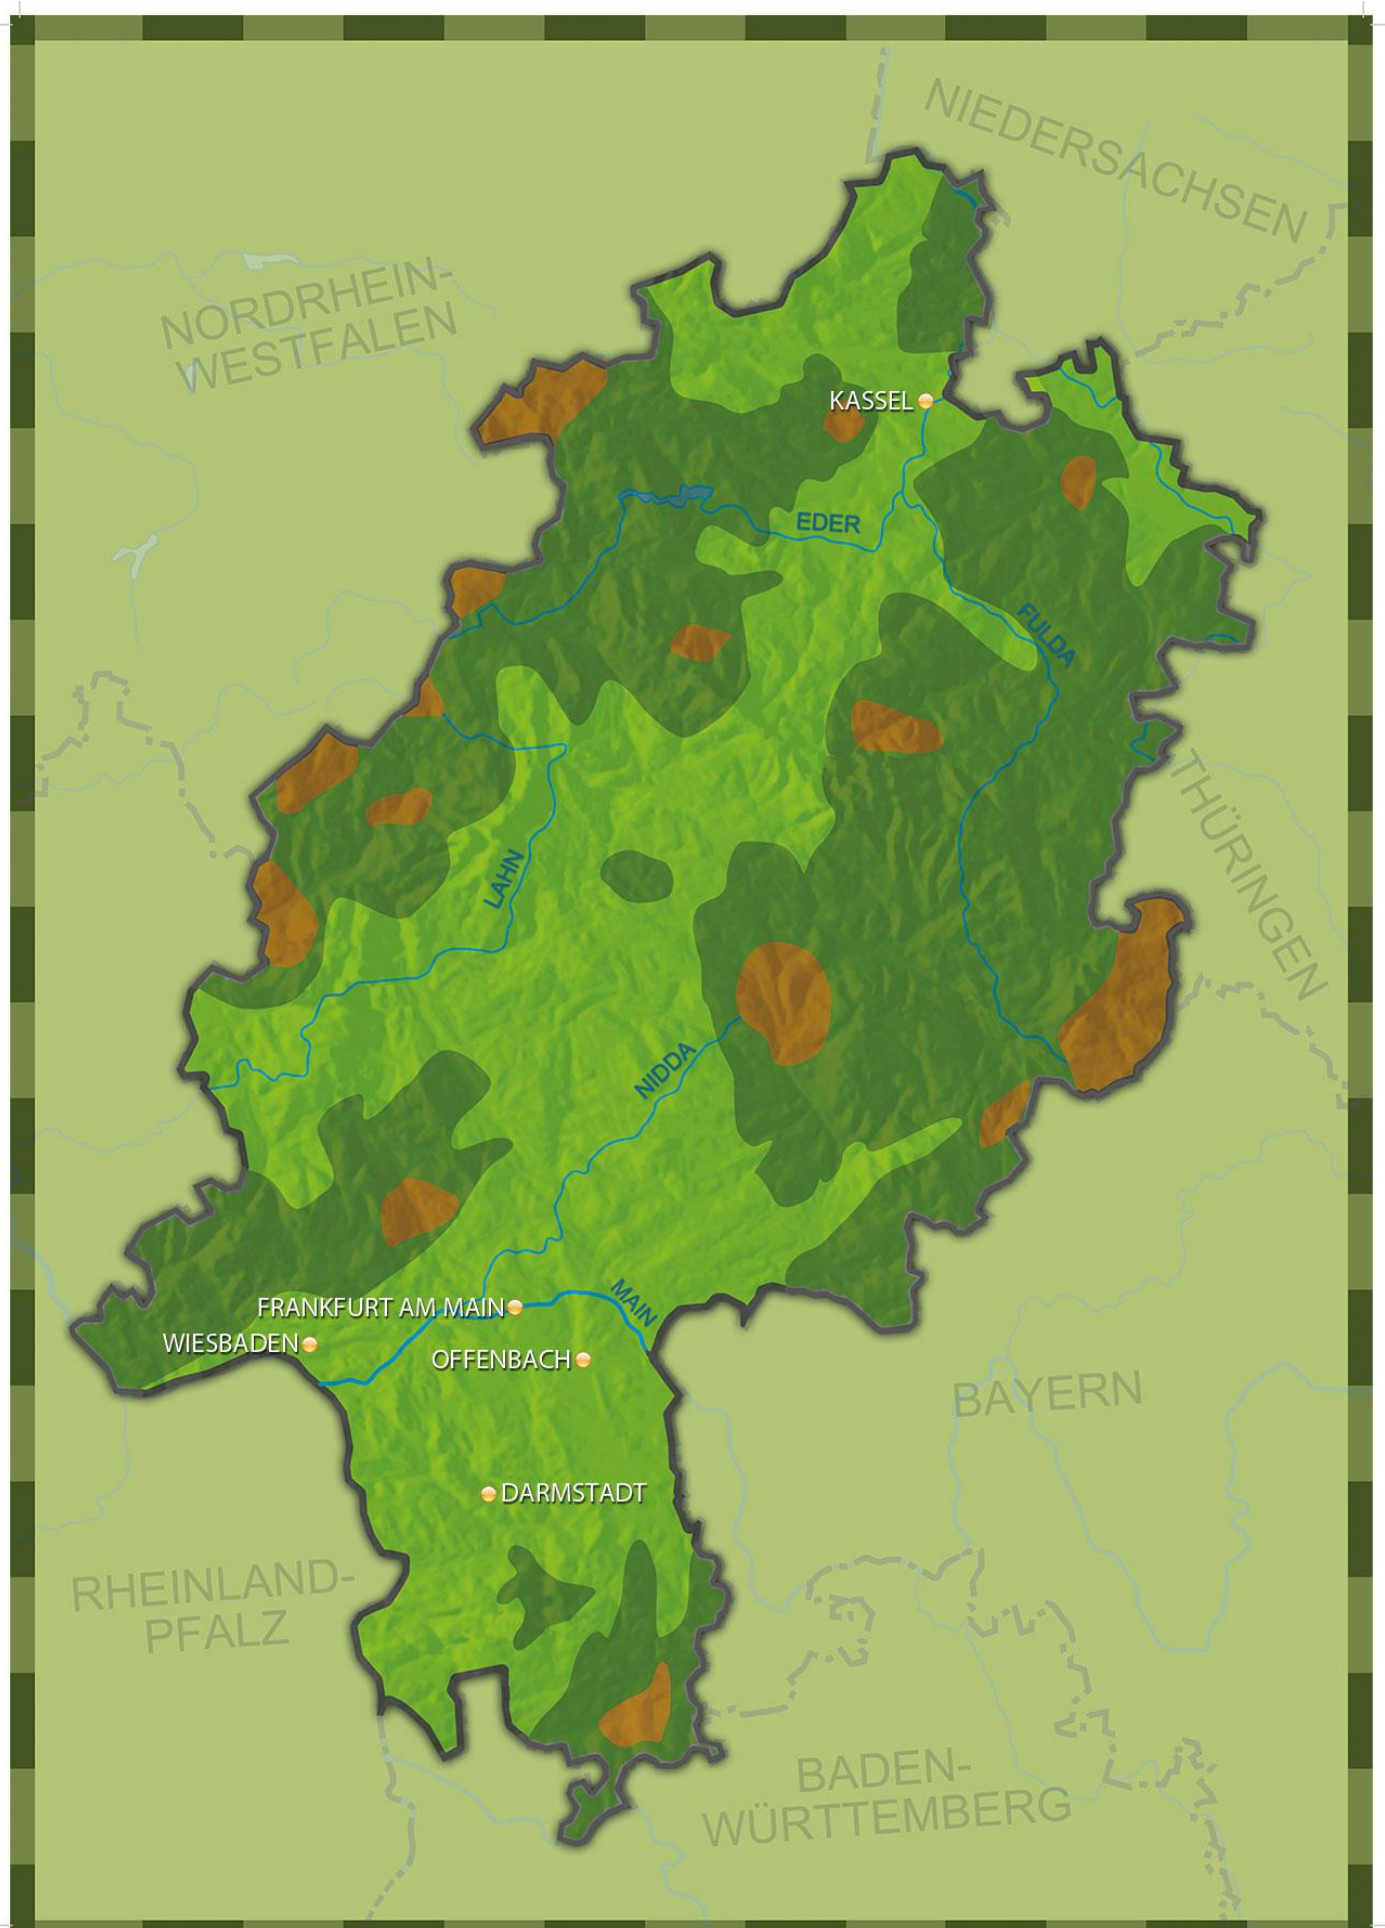 NIEDERSACHSEN
NORDRHEIN-
WESTFALEN
KASSEL
EDER
FULDA
THÜRINGEN
LAHN
NIDDA
MAIN
FRANKFURT AM MAIN
WIESBADEN
OFFENBACH
BAYERN
DARMSTADT
RHEINLAND-
PFALZ
BADEN-
WÜRTTEMBERG